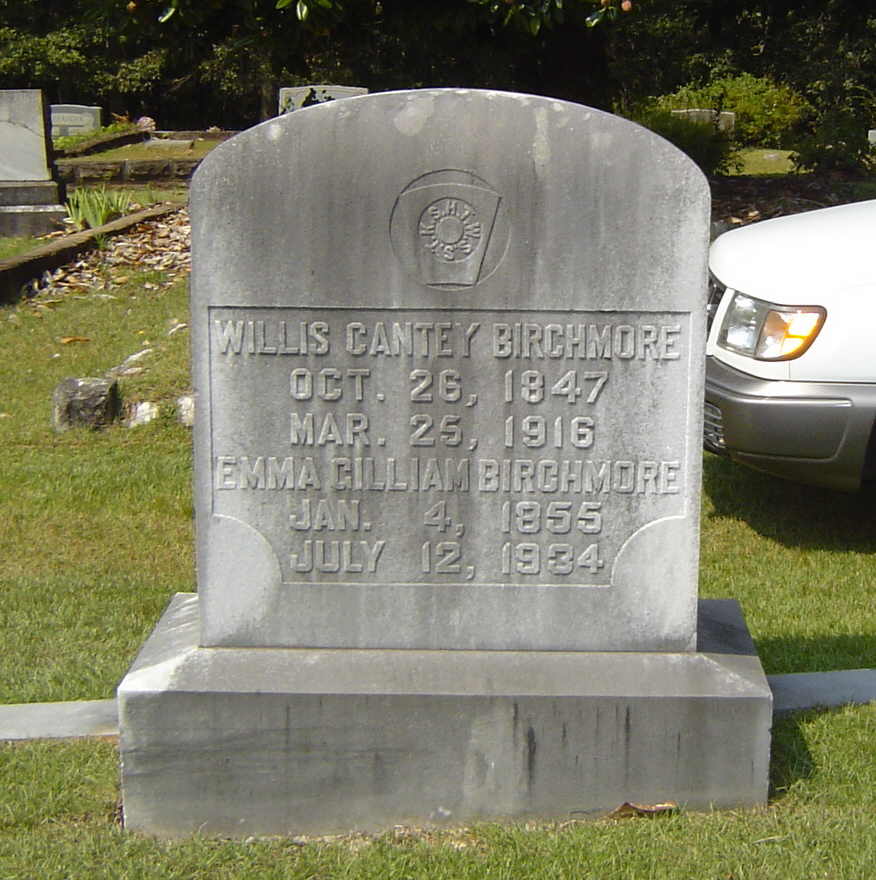 H.T.W.S.S.T.K.S.
WILLIS CANTEY BIRCHMORE
OCT. 26, 1847
MAR. 25, 1916
EMMA GILLIAM BIRCHMORE
JAN. 4, 1855
JULY 12, 1934